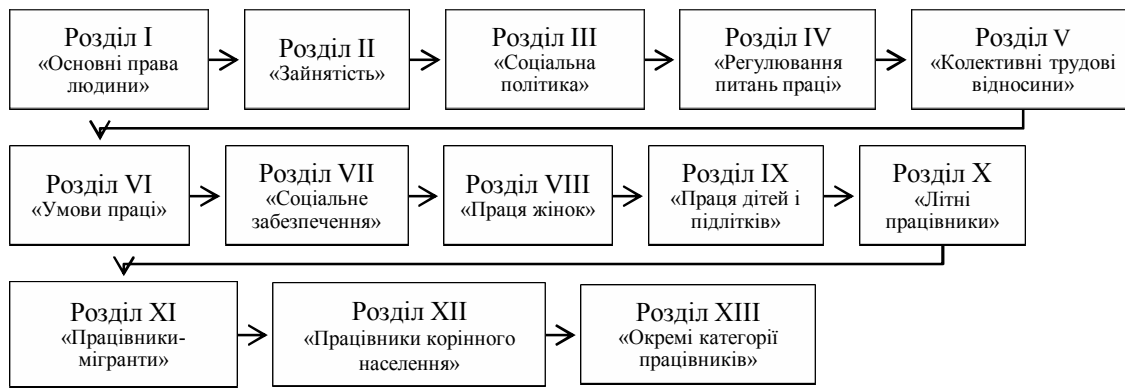 Розділ I
«Основні права
людини»
Розділ II
«Зайнятість»
Розділ III
«Соціальна
політика»
Розділ IV
«Регулювання
питань праці»
Розділ V
«Колективні трудові
відносини»
Розділ VI
«Умови праці»
Розділ VII
«Соціальне
забезпечення»
Розділ VIII
«Праця жінок»
Розділ IX
«Праця дітей і
підлітків»
Розділ X
«Літні
працівники»
Розділ XI
«Працівники-
мігранти»
Розділ XII
«Працівники корінного
населення»
Розділ XIII
«Окремі категорії
працівників»